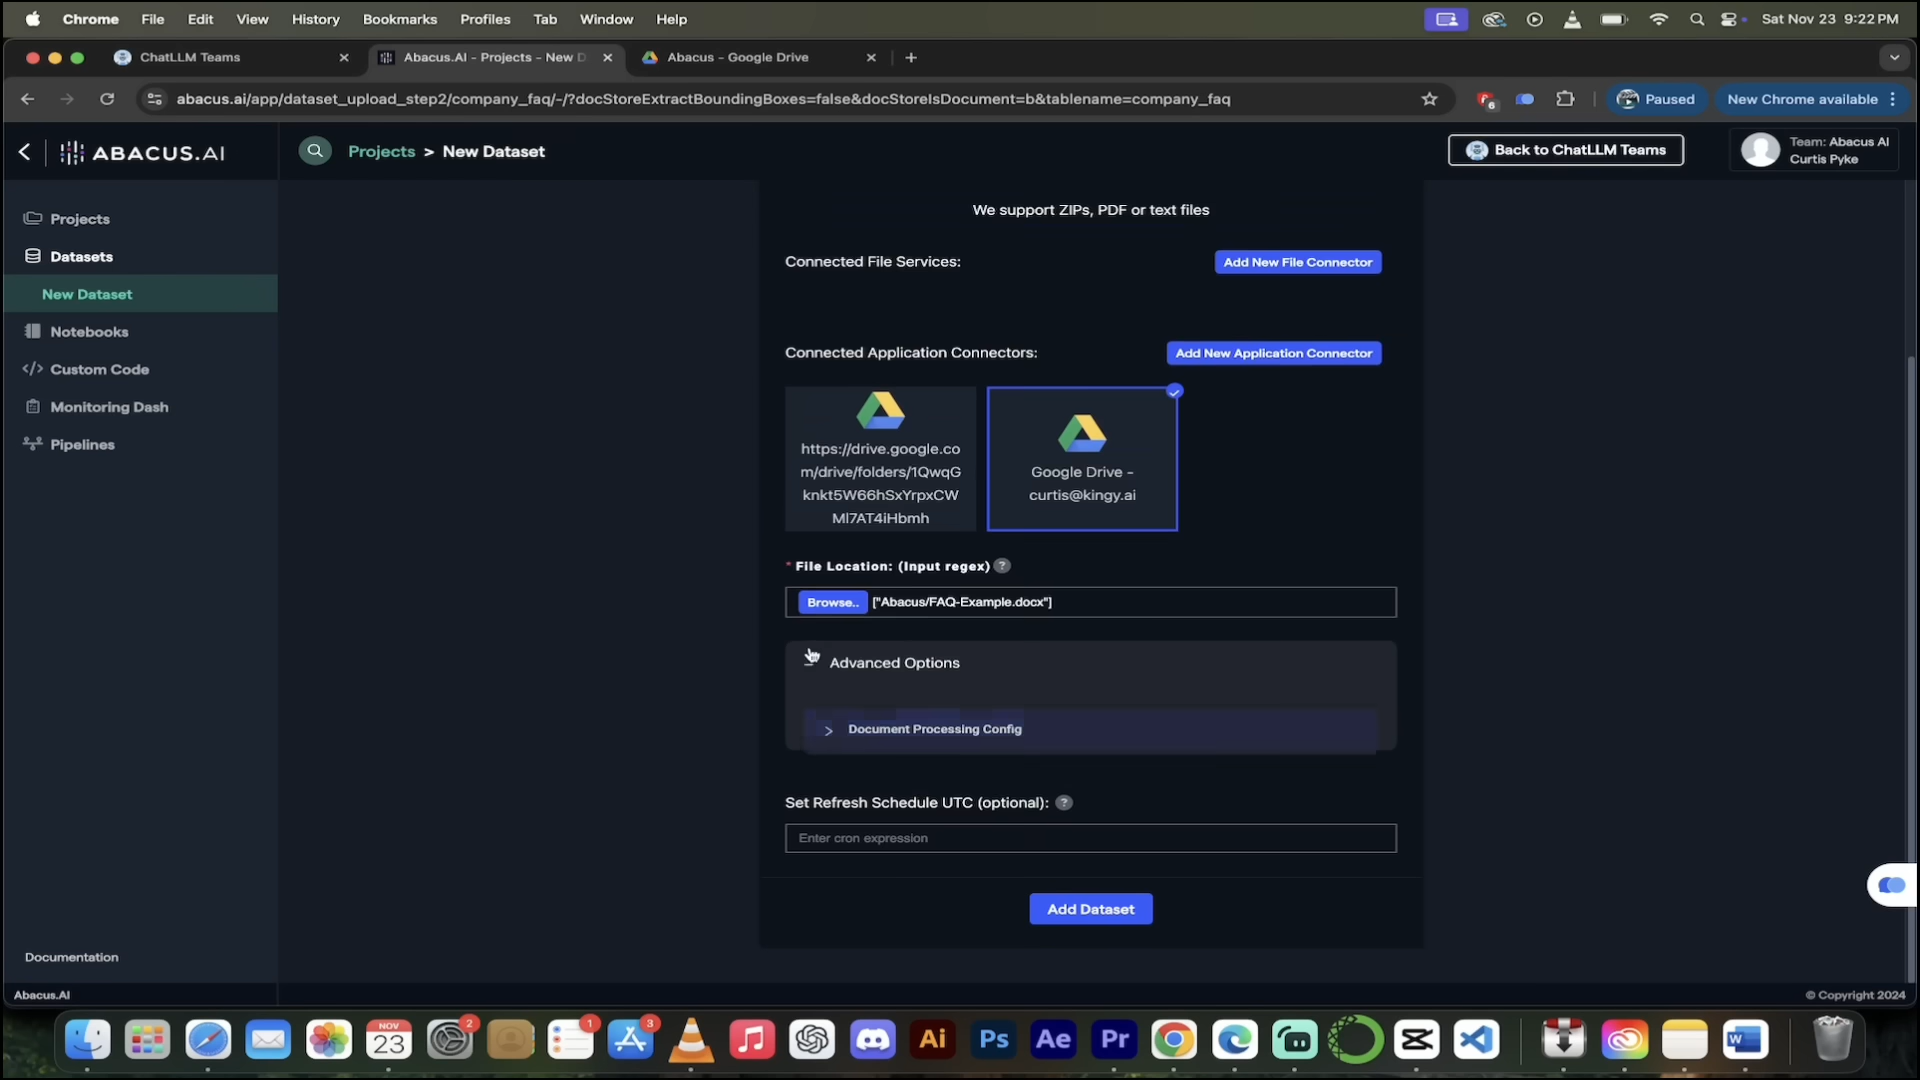 Chrome File Edit View History Bookmarks Profiles Tab Window Help Sat Nov 23 9:22 PM
ChatLLM Teams Abacus.AI - Projects - New D Abacus - Google Drive
abacus.ai/app/dataset_upload_step2/company_faq/-/?docStoreExtractBoundingBoxes=false&docStoreIsDocument=b&tablename=company_faq 6 Paused New Chrome available
ABACUS.AI Projects > New Dataset Back to ChatLLM Teams
Team: Abacus AI
Curtis Pyke
Projects
Datasets
New Dataset
Notebooks
Custom Code
Monitoring Dash
Pipelines
Documentation
Abacus.AI
We support ZIPs, PDF or text files
Connected File Services: Add New File Connector
Connected Application Connectors: Add New Application Connector
https://drive.google.co
m/drive/folders/1QwqG
knkt5W66hSxYrpxCW
Ml7AT4iHbmh
Google Drive -
curtis@kingy.ai
* File Location: (Input regex) ?
Browse.. ["Abacus/FAQ-Example.docx"]
Advanced Options
> Document Processing Config
Set Refresh Schedule UTC (optional): ?
Enter cron expression
Add Dataset
© Copyright 2024
NOV
23
2
1
3
Ai Ps Ae Pr